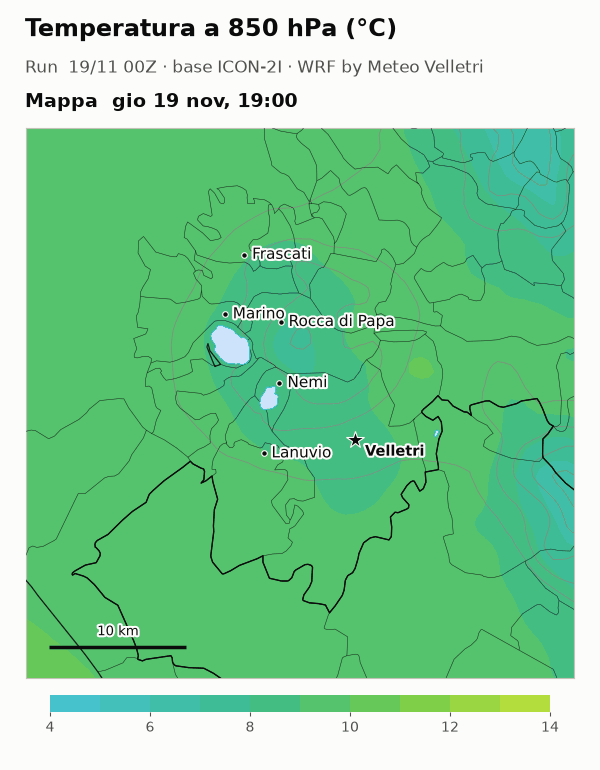 Temperatura a 850 hPa (°C)
Run  19/11 00Z · base ICON-2I · WRF by Meteo Velletri
Mappa  gio 19 nov, 19:00
Frascati
Marino
Rocca di Papa
Nemi
Velletri
Lanuvio
10 km
4 6 8 10 12 14